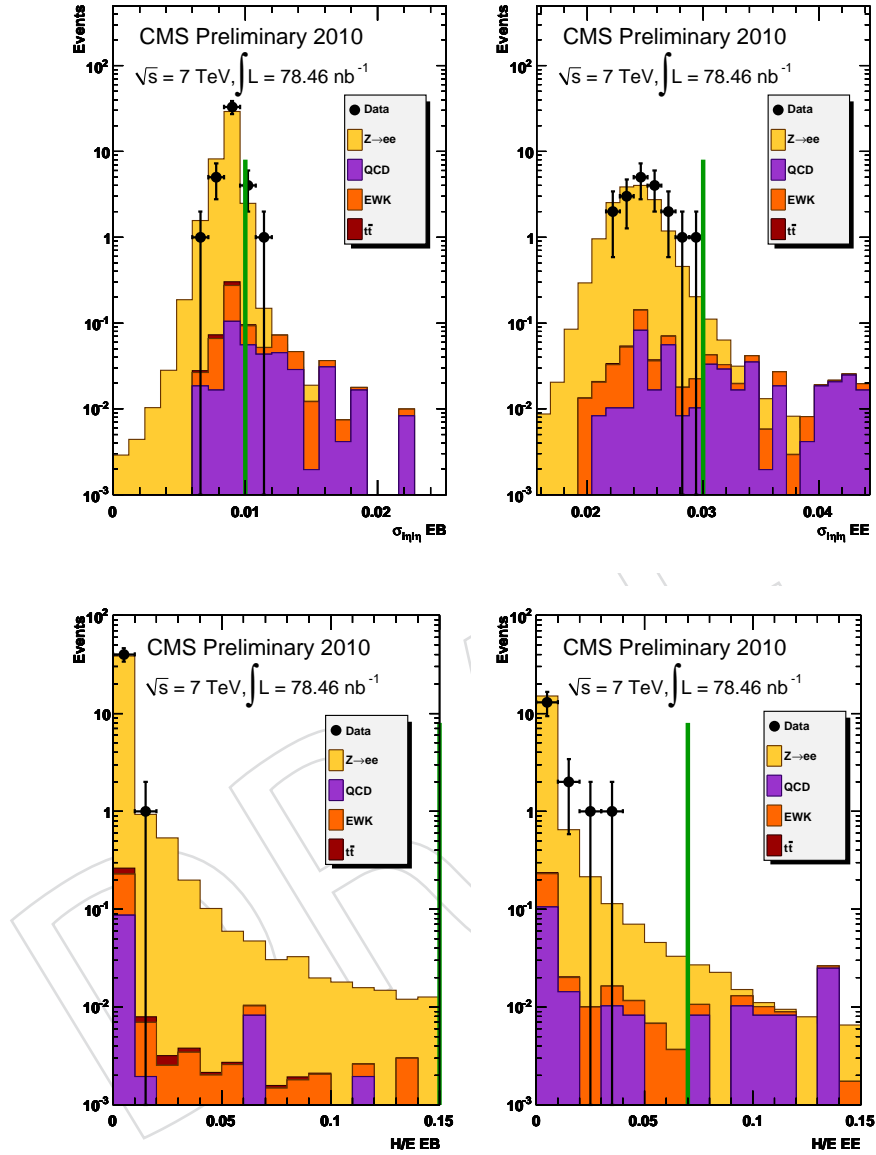 Events
CMS Preliminary 2010
√s = 7 TeV, ∫L = 78.46 nb⁻¹
Data
Z→ee
QCD
EWK
tt̄
10²
10
1
10⁻¹
10⁻²
10⁻³
0 0.01 0.02
σ_iηiη EB
Events
CMS Preliminary 2010
√s = 7 TeV, ∫L = 78.46 nb⁻¹
Data
Z→ee
QCD
EWK
tt̄
10²
10
1
10⁻¹
10⁻²
10⁻³
0.02 0.03 0.04
σ_iηiη EE
Events
CMS Preliminary 2010
√s = 7 TeV, ∫L = 78.46 nb⁻¹
Data
Z→ee
QCD
EWK
tt̄
10²
10
1
10⁻¹
10⁻²
10⁻³
0 0.05 0.1 0.15
H/E EB
Events
CMS Preliminary 2010
√s = 7 TeV, ∫L = 78.46 nb⁻¹
Data
Z→ee
QCD
EWK
tt̄
10²
10
1
10⁻¹
10⁻²
10⁻³
0 0.05 0.1 0.15
H/E EE